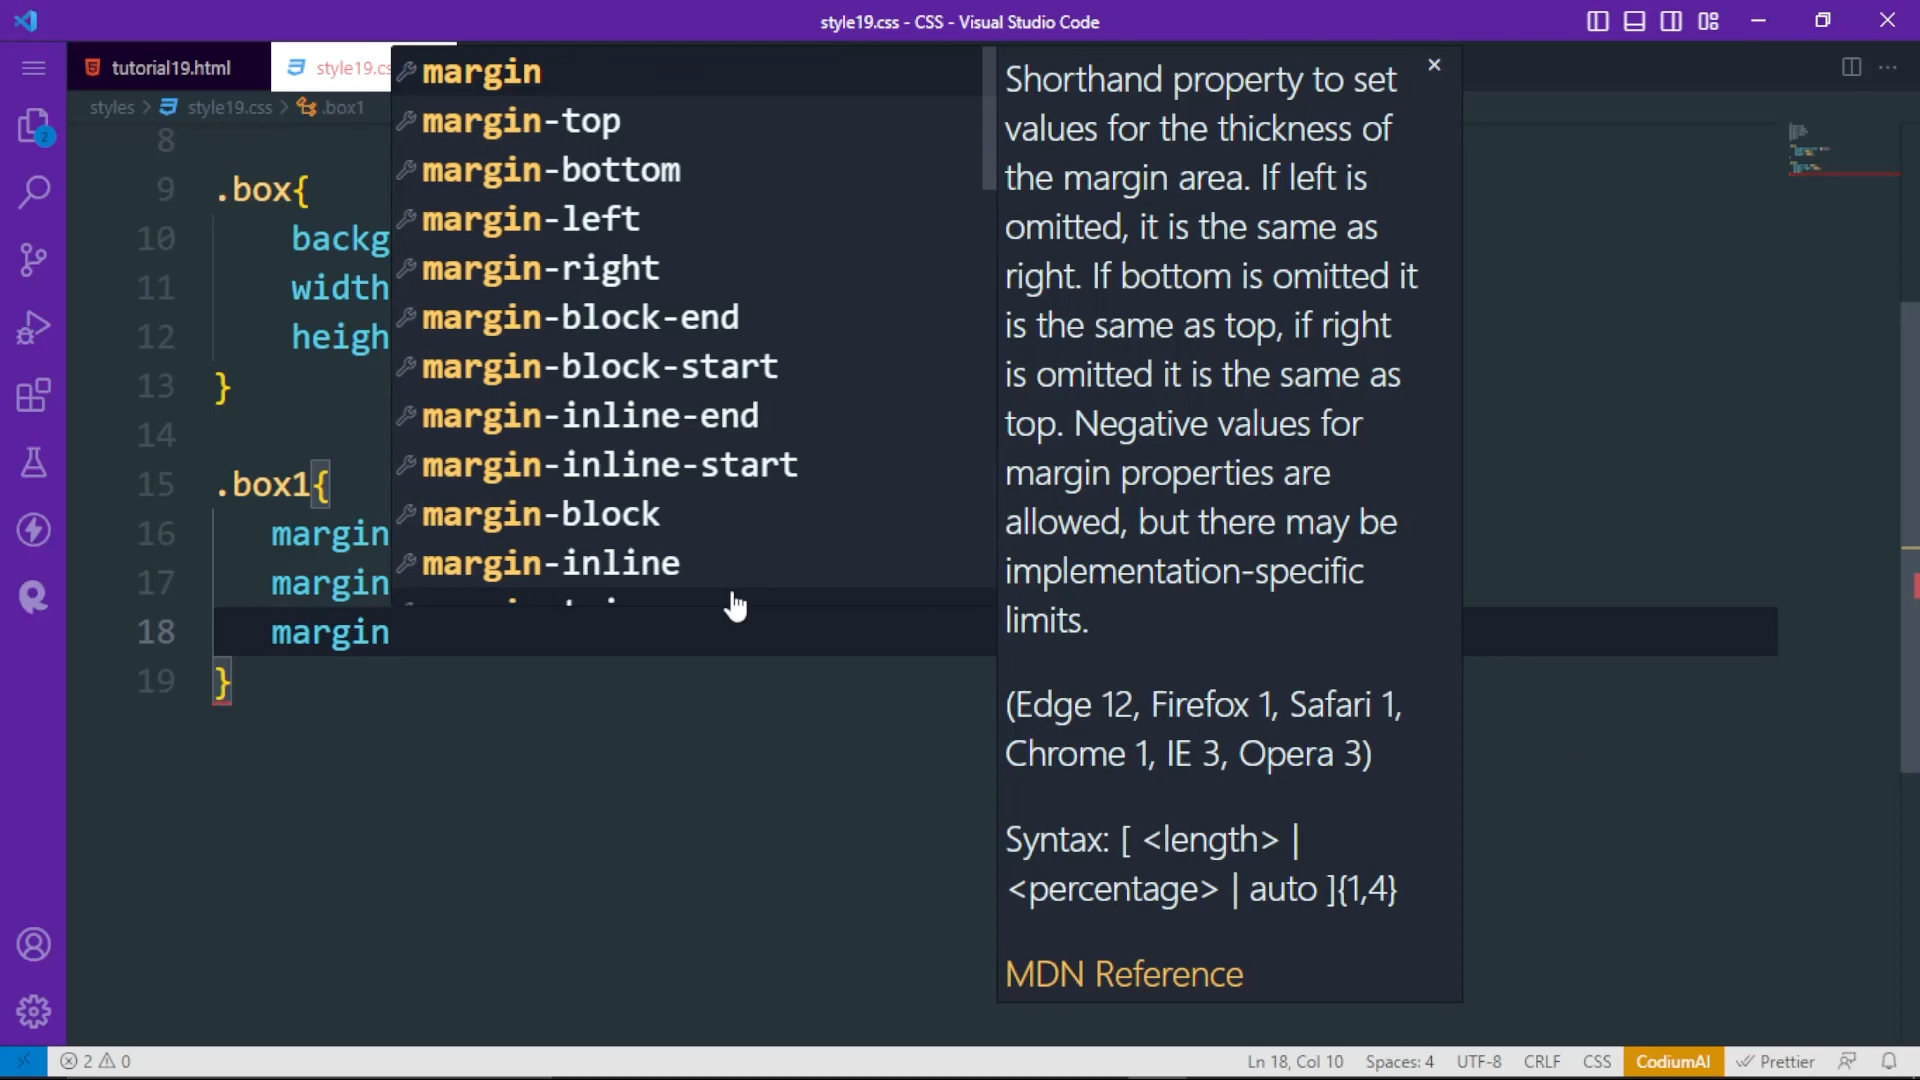 style19.css - CSS - Visual Studio Code
tutorial19.html
style19.cs
styles > style19.css > .box1
8
9 .box{
10 backg
11 width
12 heigh
13 }
14
15 .box1{
16 margin
17 margin
18 margin
19 }
margin
margin-top
margin-bottom
margin-left
margin-right
margin-block-end
margin-block-start
margin-inline-end
margin-inline-start
margin-block
margin-inline
Shorthand property to set
values for the thickness of
the margin area. If left is
omitted, it is the same as
right. If bottom is omitted it
is the same as top, if right
is omitted it is the same as
top. Negative values for
margin properties are
allowed, but there may be
implementation-specific
limits.
(Edge 12, Firefox 1, Safari 1,
Chrome 1, IE 3, Opera 3)
Syntax: [ <length> |
<percentage> | auto ]{1,4}
MDN Reference
2
2 0
Ln 18, Col 10 Spaces: 4 UTF-8 CRLF CSS CodiumAI Prettier